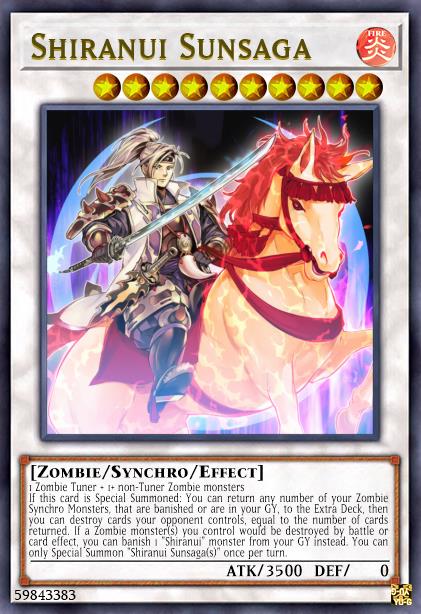 Shiranui Sunsaga
FIRE
炎
[Zombie/Synchro/Effect]
1 Zombie Tuner + 1+ non-Tuner Zombie monsters
If this card is Special Summoned: You can return any number of your Zombie
Synchro Monsters, that are banished or are in your GY, to the Extra Deck, then
you can destroy cards your opponent controls, equal to the number of cards
returned. If a Zombie monster(s) you control would be destroyed by battle or
card effect, you can banish 1 "Shiranui" monster from your GY instead. You can
only Special Summon "Shiranui Sunsaga(s)" once per turn.
ATK/3500 DEF/ 0
59843383